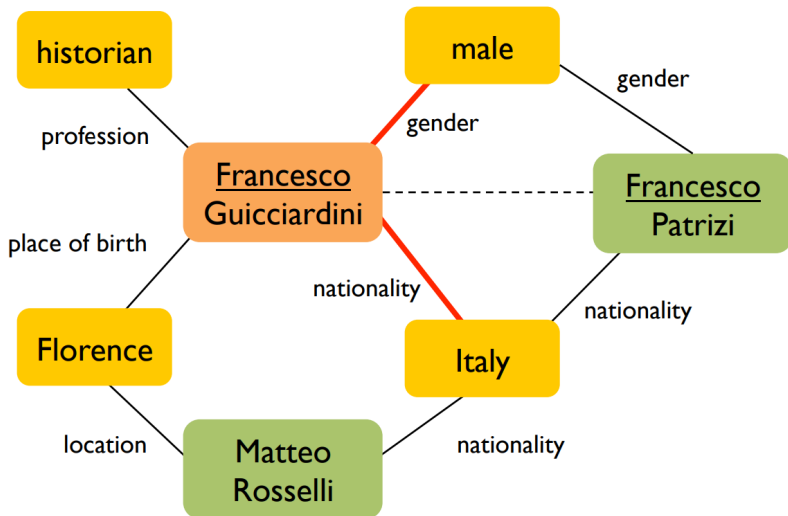 historian
male
gender
profession
gender
Francesco
Guicciardini
Francesco
Patrizi
place of birth
nationality
nationality
Florence
Italy
location
Matteo
Rosselli
nationality